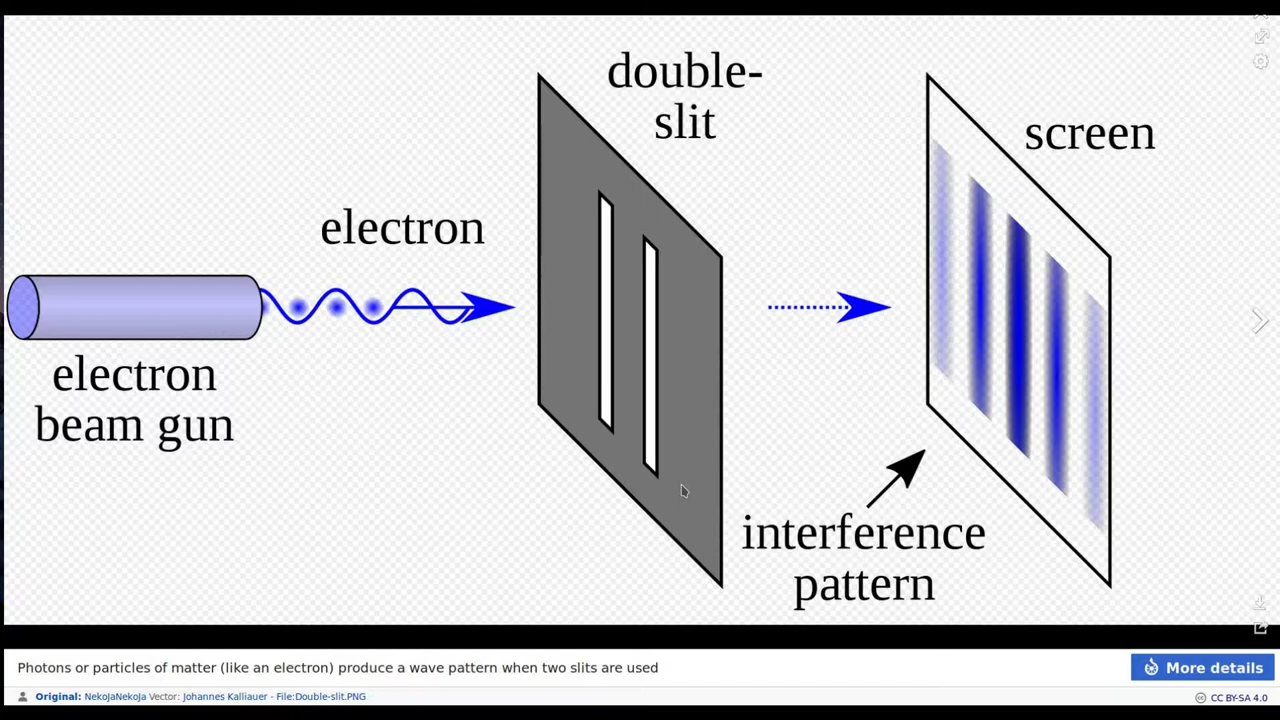 double-
slit
screen
electron
electron
beam gun
interference
pattern
Photons or particles of matter (like an electron) produce a wave pattern when two slits are used
More details
Original: NekoJaNekoJa Vector: Johannes Kalliauer - File:Double-slit.PNG
CC BY-SA 4.0